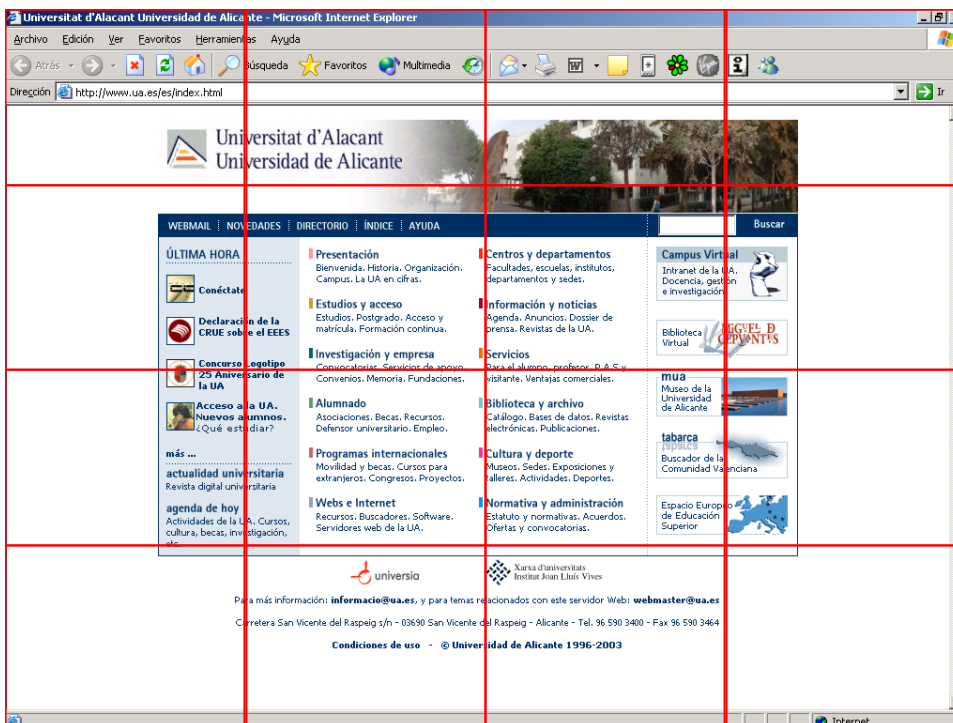 Universitat d'Alacant Universidad de Alicante - Microsoft Internet Explorer
Archivo Edición Ver Favoritos Herramientas Ayuda
Atrás Búsqueda Favoritos Multimedia
Dirección http://www.ua.es/es/index.html Ir
Universitat d'Alacant
Universidad de Alicante
WEBMAIL NOVEDADES DIRECTORIO ÍNDICE AYUDA Buscar
ÚLTIMA HORA
Conéctate
Declaración de la
CRUE sobre el EEES
Concurso Logotipo
25 Aniversario de
la UA
Acceso a la UA.
Nuevos alumnos.
¿Qué estudiar?
más ...
actualidad universitaria
Revista digital universitaria
agenda de hoy
Actividades de la UA. Cursos,
cultura, becas, investigación,
etc.
Presentación
Bienvenida. Historia. Organización.
Campus. La UA en cifras.
Estudios y acceso
Estudios. Postgrado. Acceso y
matrícula. Formación continua.
Investigación y empresa
Convocatorias. Servicios de apoyo.
Convenios. Memoria. Fundaciones.
Alumnado
Asociaciones. Becas. Recursos.
Defensor universitario. Empleo.
Programas internacionales
Movilidad y becas. Cursos para
extranjeros. Congresos. Proyectos.
Webs e Internet
Recursos. Buscadores. Software.
Servidores web de la UA.
Centros y departamentos
Facultades, escuelas, institutos,
departamentos y sedes.
Información y noticias
Agenda. Anuncios. Dossier de
prensa. Revistas de la UA.
Servicios
Para el alumno, profesor, P.A.S y
visitante. Ventajas comerciales.
Biblioteca y archivo
Catálogo. Bases de datos. Revistas
electrónicas. Publicaciones.
Cultura y deporte
Museos. Sedes. Exposiciones y
talleres. Actividades. Deportes.
Normativa y administración
Estatuto y normativas. Acuerdos.
Ofertas y convocatorias.
Campus Virtual
Intranet de la UA.
Docencia, gestión
e investigación
Biblioteca
Virtual
MIGUEL D
CERVANTES
mua
Museo de la
Universidad
de Alicante
tabarca
Buscador de la
Comunidad Valenciana
Espacio Europeo
de Educación
Superior
universia
Xarxa d'universitats
Institut Joan Lluís Vives
Para más información: informacio@ua.es, y para temas relacionados con este servidor Web: webmaster@ua.es
Carretera San Vicente del Raspeig s/n - 03690 San Vicente del Raspeig - Alicante - Tel. 96 590 3400 - Fax 96 590 3464
Condiciones de uso - © Universidad de Alicante 1996-2003
Internet